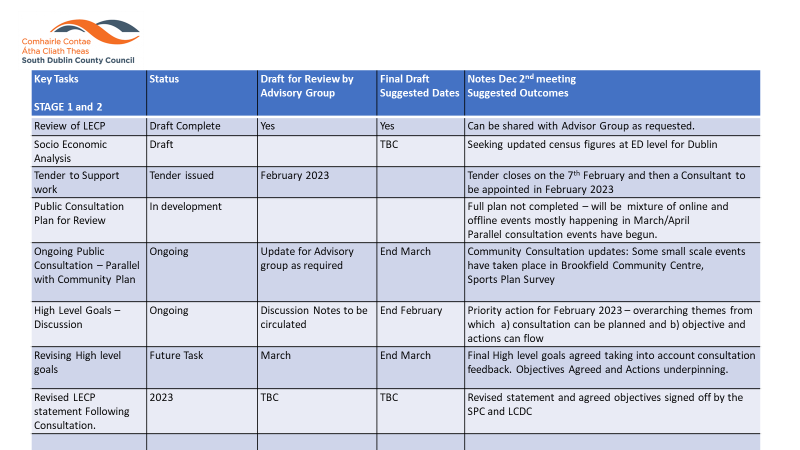 Comhairle Contae
Átha Cliath Theas
South Dublin County Council
Key Tasks
STAGE 1 and 2
Status
Draft for Review by
Advisory Group
Final Draft
Suggested Dates
Notes Dec 2nd meeting
Suggested Outcomes
Review of LECP
Draft Complete
Yes
Yes
Can be shared with Advisor Group as requested.
Socio Economic
Analysis
Draft
TBC
Seeking updated census figures at ED level for Dublin
Tender to Support
work
Tender issued
February 2023
Tender closes on the 7th February and then a Consultant to
be appointed in February 2023
Public Consultation
Plan for Review
In development
Full plan not completed – will be mixture of online and
offline events mostly happening in March/April
Parallel consultation events have begun.
Ongoing Public
Consultation – Parallel
with Community Plan
Ongoing
Update for Advisory
group as required
End March
Community Consultation updates: Some small scale events
have taken place in Brookfield Community Centre,
Sports Plan Survey
High Level Goals –
Discussion
Ongoing
Discussion Notes to be
circulated
End February
Priority action for February 2023 – overarching themes from
which a) consultation can be planned and b) objective and
actions can flow
Revising High level
goals
Future Task
March
End March
Final High level goals agreed taking into account consultation
feedback. Objectives Agreed and Actions underpinning.
Revised LECP
statement Following
Consultation.
2023
TBC
TBC
Revised statement and agreed objectives signed off by the
SPC and LCDC